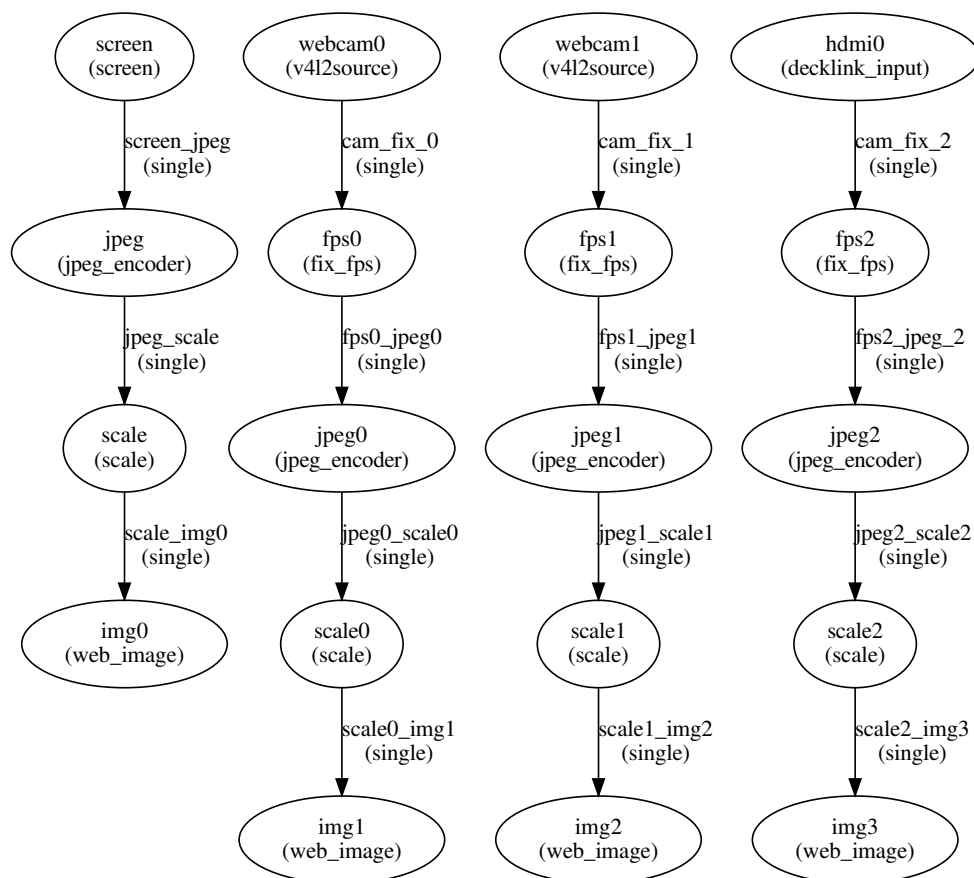 screen
(screen)
webcam0
(v4l2source)
webcam1
(v4l2source)
hdmi0
(decklink_input)
screen_jpeg
(single)
cam_fix_0
(single)
cam_fix_1
(single)
cam_fix_2
(single)
jpeg
(jpeg_encoder)
fps0
(fix_fps)
fps1
(fix_fps)
fps2
(fix_fps)
jpeg_scale
(single)
fps0_jpeg0
(single)
fps1_jpeg1
(single)
fps2_jpeg_2
(single)
scale
(scale)
jpeg0
(jpeg_encoder)
jpeg1
(jpeg_encoder)
jpeg2
(jpeg_encoder)
scale_img0
(single)
jpeg0_scale0
(single)
jpeg1_scale1
(single)
jpeg2_scale2
(single)
img0
(web_image)
scale0
(scale)
scale1
(scale)
scale2
(scale)
scale0_img1
(single)
scale1_img2
(single)
scale2_img3
(single)
img1
(web_image)
img2
(web_image)
img3
(web_image)